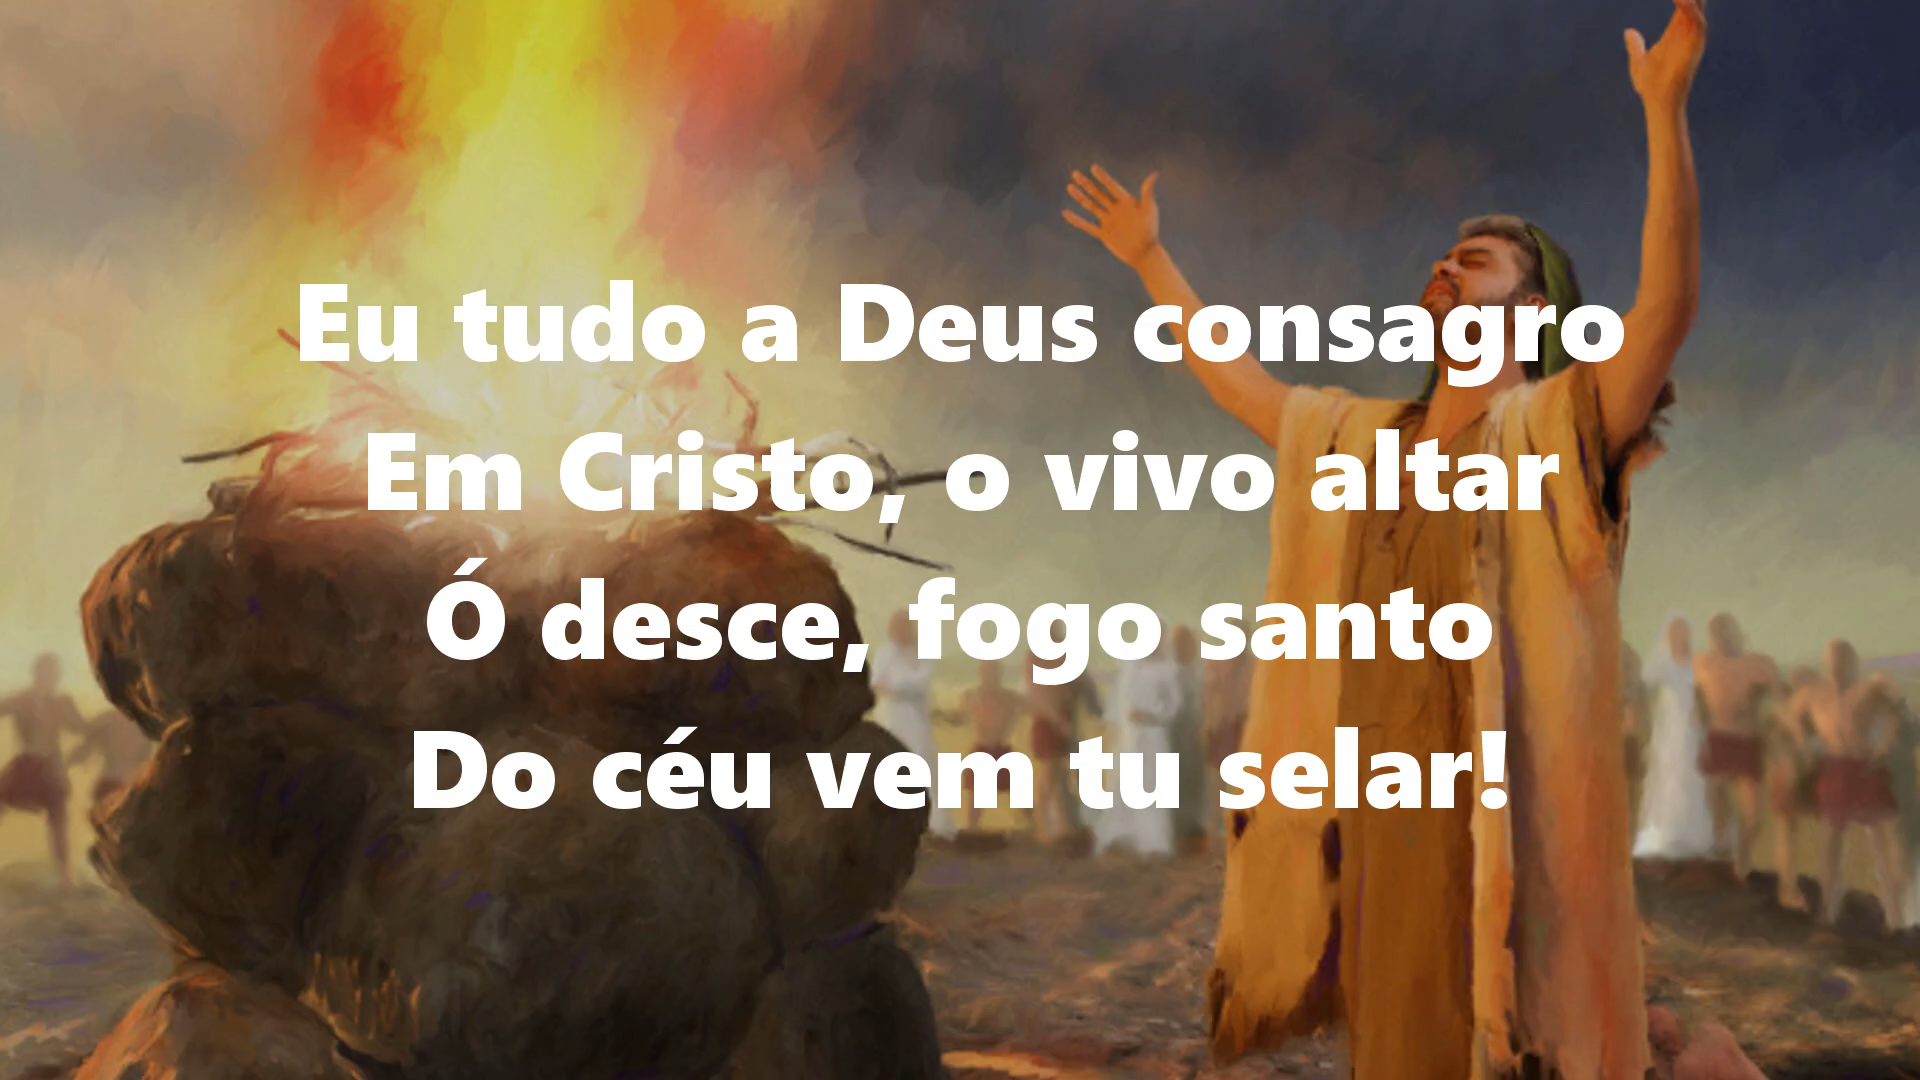 Eu tudo a Deus consagro
Em Cristo, o vivo altar
Ó desce, fogo santo
Do céu vem tu selar!